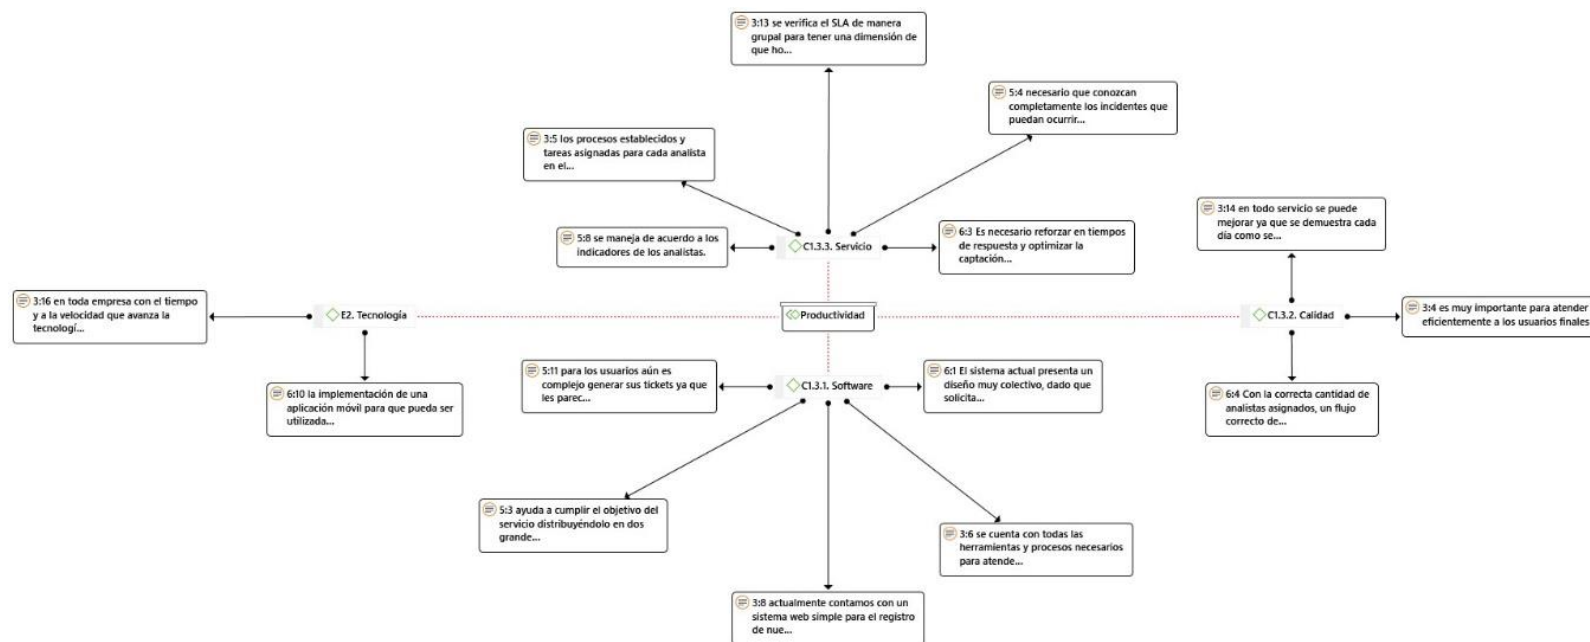 3:13 se verifica el SLA de manera
grupal para tener una dimensión de
que ho...
5:4 necesario que conozcan
completamente los incidentes que
puedan ocurrir...
3:5 los procesos establecidos y
tareas asignadas para cada analista
en el...
3:14 en todo servicio se puede
mejorar ya que se demuestra cada
día como se...
5:8 se maneja de acuerdo a los
indicadores de los analistas.
C1.3.3. Servicio
6:3 Es necesario reforzar en tiempos
de respuesta y optimizar la
captación...
3:16 en toda empresa con el tiempo
y a la velocidad que avanza la
tecnologí...
E2. Tecnología
Productividad
C1.3.2. Calidad
3:4 es muy importante para atender
eficientemente a los usuarios finales
5:11 para los usuarios aún es
complejo generar sus tickets ya que
les parec...
C1.3.1. Software
6:1 El sistema actual presenta un
diseño muy colectivo, dado que
solicita...
6:10 la implementación de una
aplicación móvil para que pueda ser
utilizada...
6:4 Con la correcta cantidad de
analistas asignados, un flujo
correcto de...
5:3 ayuda a cumplir el objetivo del
servicio distribuyéndolo en dos
grande...
3:6 se cuenta con todas las
herramientas y procesos necesarios
para atende...
3:8 actualmente contamos con un
sistema web simple para el registro
de nue...